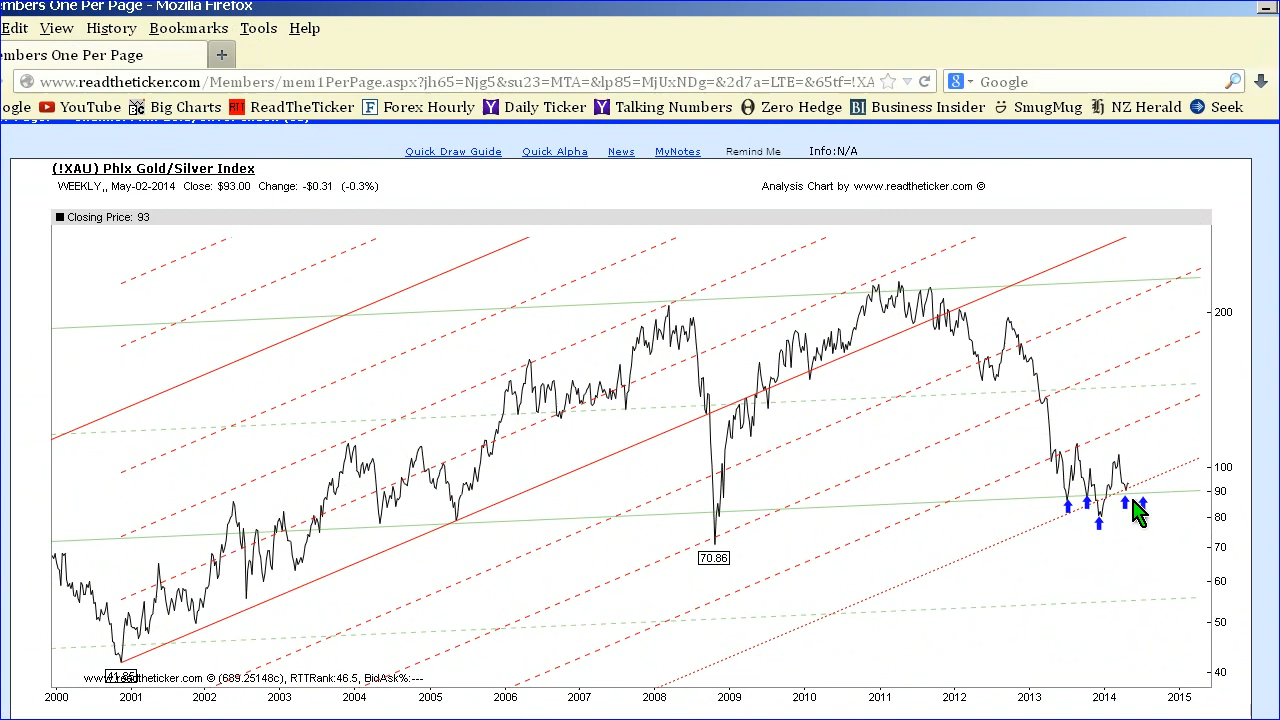 mbers One Per Page - Mozilla Firefox
Edit View History Bookmarks Tools Help
embers One Per Page
www.readtheticker.com/Members/mem1PerPage.aspx?jh65=Njg5&su23=MTA=&lp85=MjUxNDg=&2d7a=LTE=&65tf=!XA
Google
ogle YouTube Big Charts RTT ReadTheTicker Forex Hourly Daily Ticker Talking Numbers Zero Hedge BI Business Insider SmugMug NZ Herald Seek
Quick Draw Guide Quick Alpha News MyNotes Remind Me Info:N/A
(!XAU) Phlx Gold/Silver Index
WEEKLY,, May-02-2014 Close: $93.00 Change: -$0.31 (-0.3%)
Analysis Chart by www.readtheticker.com ©
Closing Price: 93
200
100
90
80
70
60
50
40
70.86
www.readtheticker.com © (689.25148c), RTTRank:46.5, BidAsk%:---
2000 2001 2002 2003 2004 2005 2006 2007 2008 2009 2010 2011 2012 2013 2014 2015